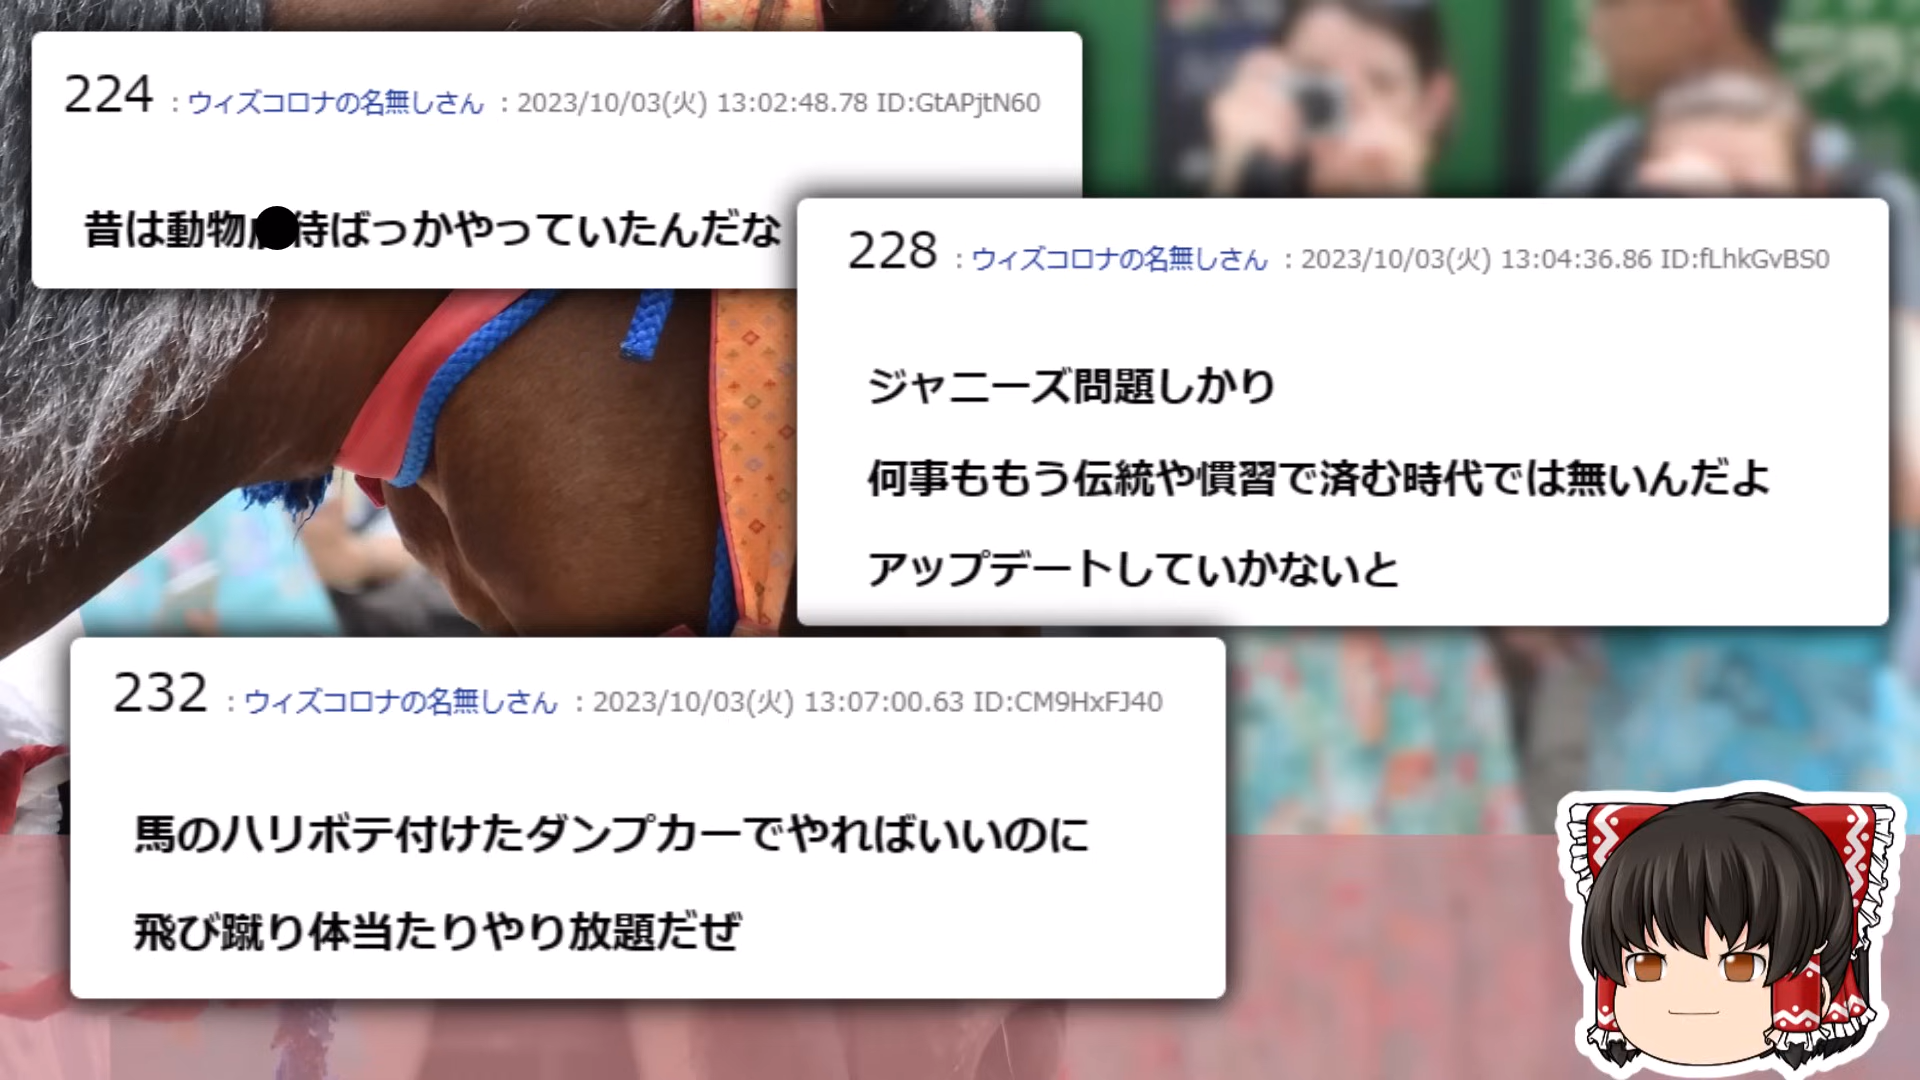 224 : ウィズコロナの名無しさん : 2023/10/03(火) 13:02:48.78 ID:GtAPjtN60
昔は動物●待ばっかやっていたんだな
228 : ウィズコロナの名無しさん : 2023/10/03(火) 13:04:36.86 ID:fLhkGvBS0
ジャニーズ問題しかり
何事ももう伝統や慣習で済む時代では無いんだよ
アップデートしていかないと
232 : ウィズコロナの名無しさん : 2023/10/03(火) 13:07:00.63 ID:CM9HxFJ40
馬のハリボテ付けたダンプカーでやればいいのに
飛び蹴り体当たりやり放題だぜ